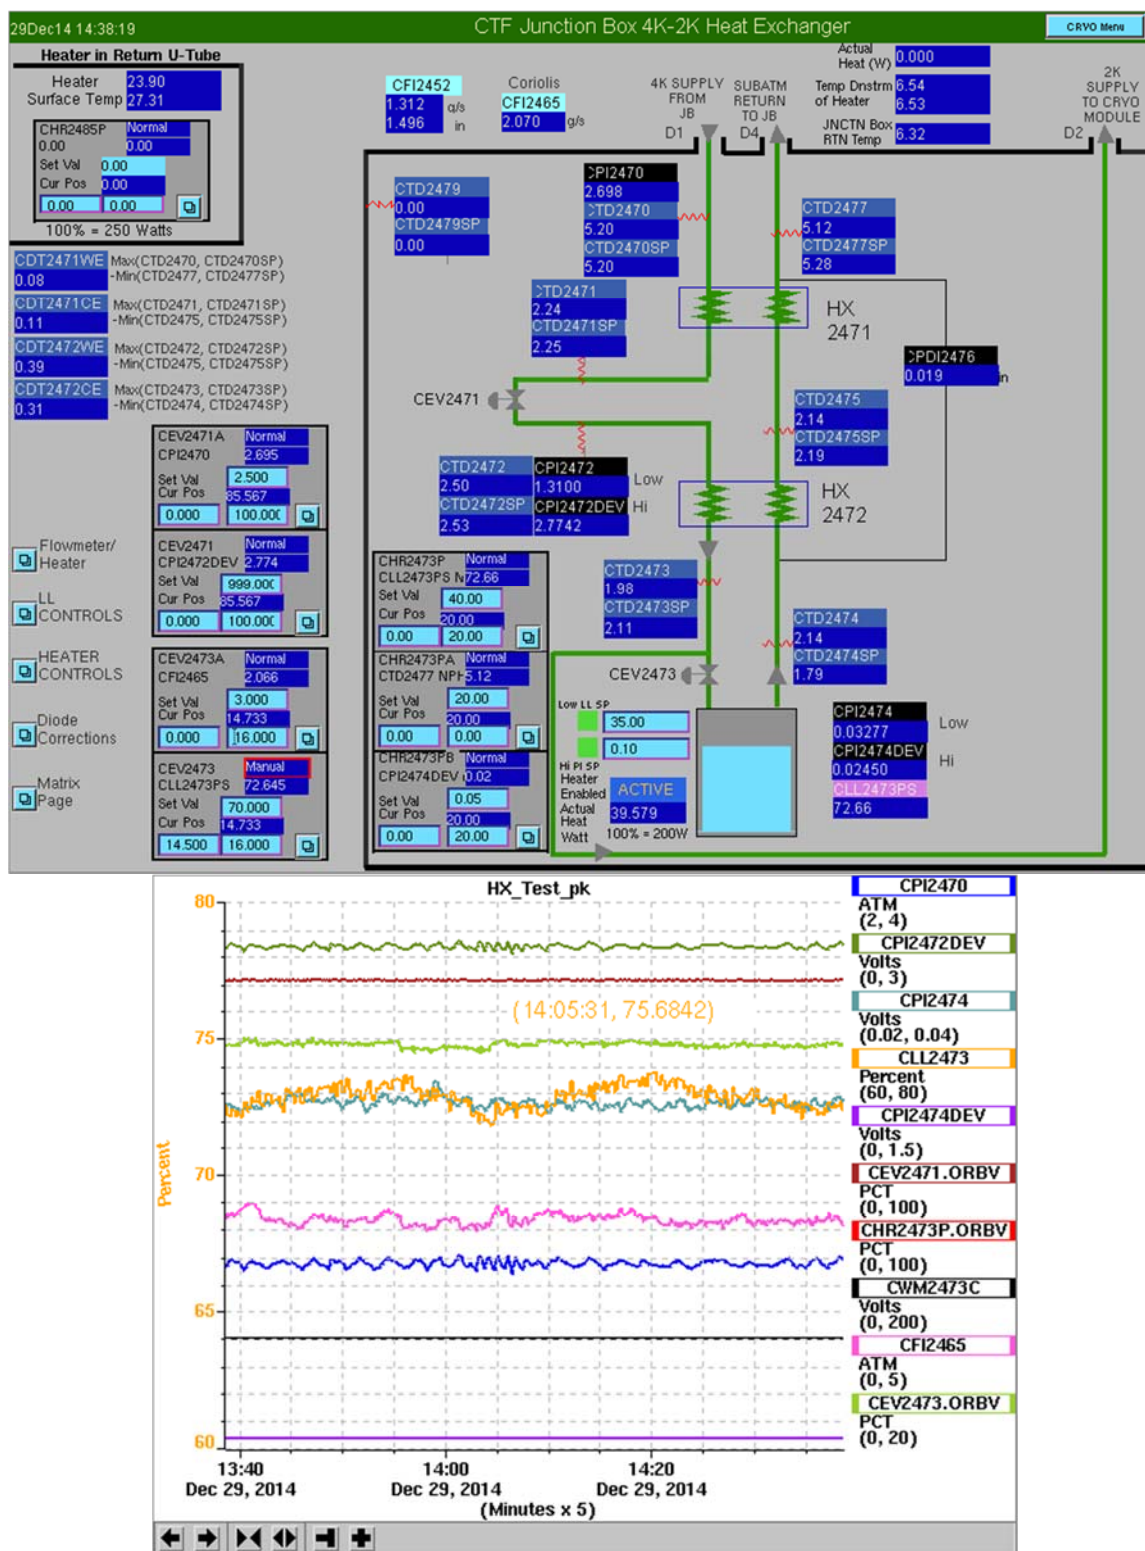 29Dec14 14:38:19
CTF Junction Box 4K-2K Heat Exchanger
CRYO Menu
Heater in Return U-Tube
Heater 23.90
Surface Temp 27.31
CHR2485P Normal
0.00 0.00
Set Val 0.00
Cur Pos 0.00
0.00 0.00
100% = 250 Watts
CFI2452
1.312 g/s
1.496 in
Coriolis
CFI2465
2.070 g/s
4K SUPPLY
FROM
JB
D1
SUBATM
RETURN
TO JB
D4
Actual
Heat (W) 0.000
Temp Dnstrm 6.54
of Heater 6.53
JNCTN Box
RTN Temp 6.32
2K
SUPPLY
TO CRYO
MODULE
D2
CTD2479
0.00
CTD2479SP
0.00
CPI2470
2.698
CTD2470
5.20
CTD2470SP
5.20
CTD2477
5.12
CTD2477SP
5.28
CDT2471WE Max(CTD2470, CTD2470SP)
0.08 -Min(CTD2477, CTD2477SP)
CDT2471CE Max(CTD2471, CTD2471SP)
0.11 -Min(CTD2475, CTD2475SP)
CDT2472WE Max(CTD2472, CTD2472SP)
0.39 -Min(CTD2475, CTD2475SP)
CDT2472CE Max(CTD2473, CTD2473SP)
0.31 -Min(CTD2474, CTD2474SP)
CTD2471
2.24
CTD2471SP
2.25
HX
2471
CPDI2476
0.019 in
CEV2471
CTD2475
2.14
CTD2475SP
2.19
CTD2472
2.50
CTD2472SP
2.53
CPI2472
1.3100 Low
CPI2472DEV Hi
2.7742
HX
2472
CEV2471A Normal
CPI2470 2.695
Set Val 2.500
Cur Pos 85.567
0.000 100.000
CEV2471 Normal
CPI2472DEV 2.774
Set Val 999.000
Cur Pos 85.567
0.000 100.000
CEV2473A Normal
CFI2465 2.066
Set Val 3.000
Cur Pos 14.733
0.000 16.000
CEV2473 Manual
CLL2473PS 72.645
Set Val 70.000
Cur Pos 14.733
14.500 16.000
Flowmeter/
Heater
LL
CONTROLS
HEATER
CONTROLS
Diode
Corrections
Matrix
Page
CHR2473P Normal
CLL2473PS N 72.66
Set Val 40.00
Cur Pos 20.00
0.00 20.00
CHR2473PA Normal
CTD2477 NPH 5.12
Set Val 20.00
Cur Pos 20.00
0.00 0.00
CHR2473PB Normal
CPI2474DEV 0.02
Set Val 0.05
Cur Pos 20.00
0.00 20.00
CTD2473
1.98
CTD2473SP
2.11
CTD2474
2.14
CTD2474SP
1.79
CEV2473
Low LL SP
35.00
0.10
Hi PI SP
Heater
Enabled ACTIVE
Actual
Heat 39.579
Watt 100% = 200W
CPI2474
0.03277 Low
CPI2474DEV
0.02450 Hi
CLL2473PS
72.66
HX_Test_pk
80
75
70
65
60
Percent
(14:05:31, 75.6842)
13:40
Dec 29, 2014
14:00
Dec 29, 2014
14:20
Dec 29, 2014
(Minutes x 5)
CPI2470
ATM
(2, 4)
CPI2472DEV
Volts
(0, 3)
CPI2474
Volts
(0.02, 0.04)
CLL2473
Percent
(60, 80)
CPI2474DEV
Volts
(0, 1.5)
CEV2471.ORBV
PCT
(0, 100)
CHR2473P.ORBV
PCT
(0, 100)
CWM2473C
Volts
(0, 200)
CFI2465
ATM
(0, 5)
CEV2473.ORBV
PCT
(0, 20)